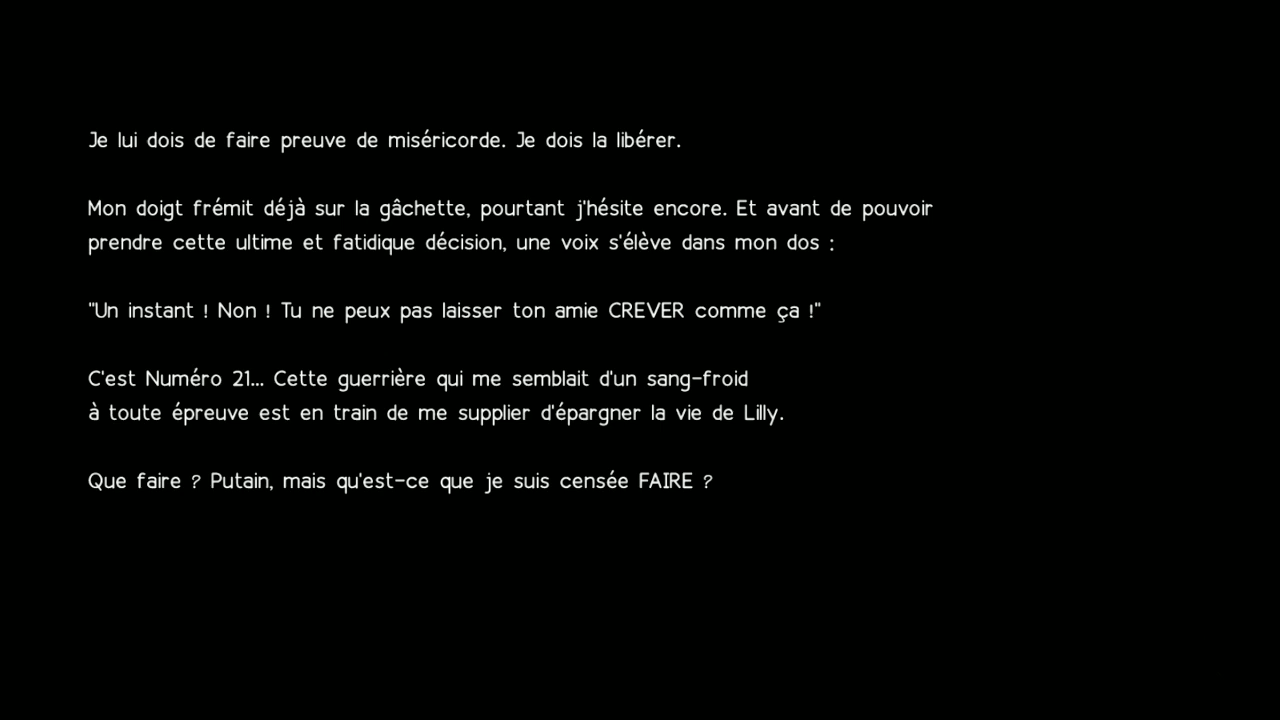 Je lui dois de faire preuve de miséricorde. Je dois la libérer.
Mon doigt frémit déjà sur la gâchette, pourtant j'hésite encore. Et avant de pouvoir
prendre cette ultime et fatidique décision, une voix s'élève dans mon dos :
"Un instant ! Non ! Tu ne peux pas laisser ton amie CREVER comme ça !"
C'est Numéro 21... Cette guerrière qui me semblait d'un sang-froid
à toute épreuve est en train de me supplier d'épargner la vie de Lilly.
Que faire ? Putain, mais qu'est-ce que je suis censée FAIRE ?